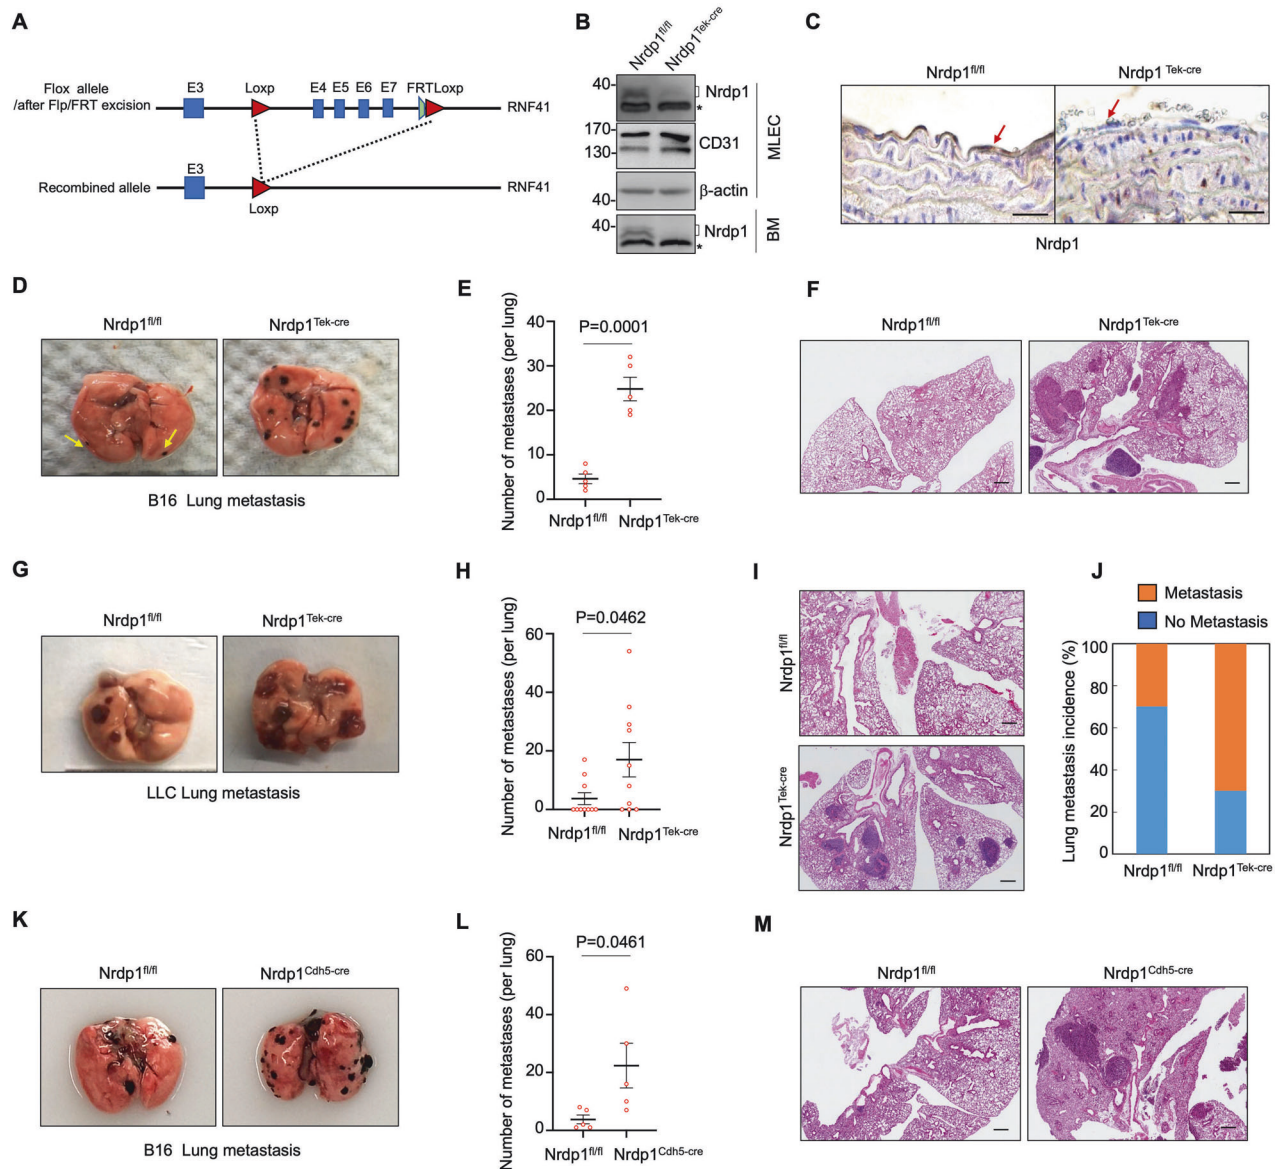 A
Flox allele
/after Flp/FRT excision
E3
Loxp
E4
E5
E6
E7
FRTLoxp
RNF41
E3
Recombined allele
Loxp
RNF41
B
Nrdp1fl/fl
Nrdp1Tek-cre
40-
Nrdp1
*
170-
130-
CD31
40-
β-actin
MLEC
40-
Nrdp1
*
BM
C
Nrdp1fl/fl
Nrdp1 Tek-cre
Nrdp1
D
Nrdp1fl/fl
Nrdp1Tek-cre
B16 Lung metastasis
E
Number of metastases (per lung)
40
30
20
10
0
P=0.0001
Nrdp1fl/fl
Nrdp1Tek-cre
F
Nrdp1fl/fl
Nrdp1Tek-cre
G
Nrdp1fl/fl
Nrdp1Tek-cre
LLC Lung metastasis
H
Number of metastases (per lung)
60
40
20
0
P=0.0462
Nrdp1fl/fl
Nrdp1Tek-cre
I
Nrdp1fl/fl
Nrdp1Tek-cre
J
Metastasis
No Metastasis
Lung metastasis incidence (%)
100
80
60
40
20
0
Nrdp1fl/fl
Nrdp1Tek-cre
K
Nrdp1fl/fl
Nrdp1Cdh5-cre
B16 Lung metastasis
L
Number of metastases (per lung)
60
40
20
0
P=0.0461
Nrdp1fl/fl
Nrdp1Cdh5-cre
M
Nrdp1fl/fl
Nrdp1Cdh5-cre